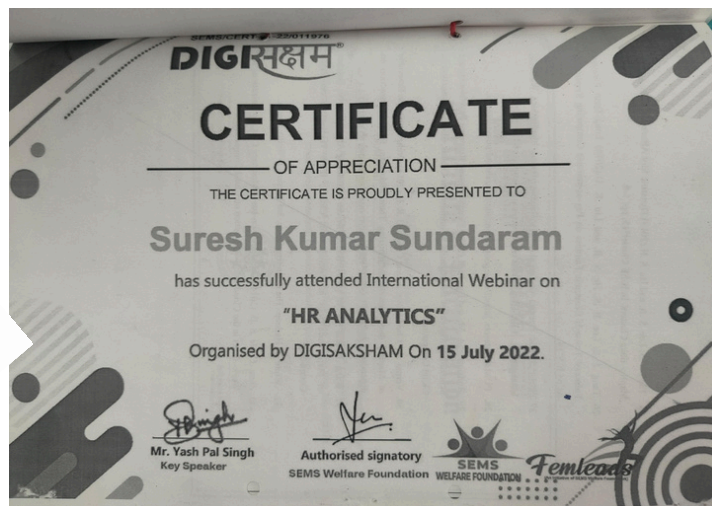 SEMS/CERT
DIGIसक्षम®
CERTIFICATE
OF APPRECIATION
THE CERTIFICATE IS PROUDLY PRESENTED TO
Suresh Kumar Sundaram
has successfully attended International Webinar on
“HR ANALYTICS”
Organised by DIGISAKSHAM On 15 July 2022.
Mr. Yash Pal Singh
Key Speaker
Authorised signatory
SEMS Welfare Foundation
SEMS
WELFARE FOUNDATION
Femleads